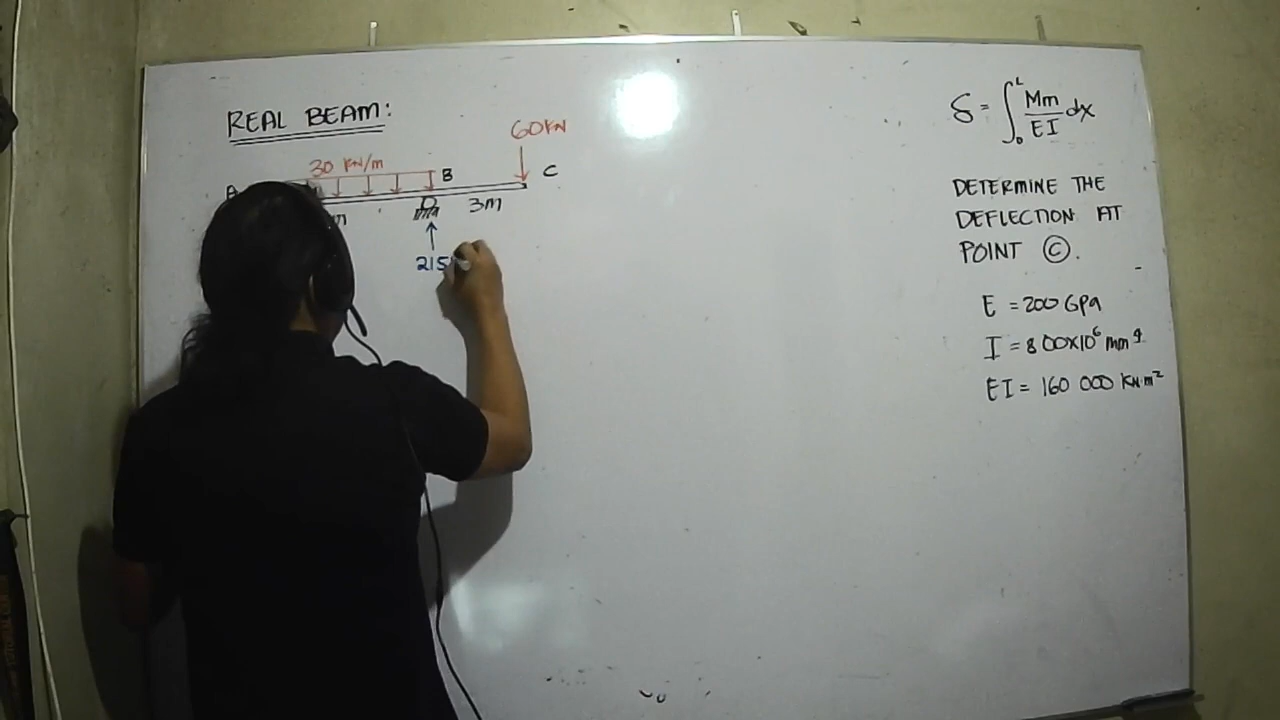 REAL BEAM:
60KN
30 KN/m
A
B
C
3m
215
δ = ∫₀ᴸ Mm/EI dx
DETERMINE THE
DEFLECTION AT
POINT Ⓒ.
E = 200 GPa
I = 800x10⁶ mm⁴
EI = 160 000 KNm²